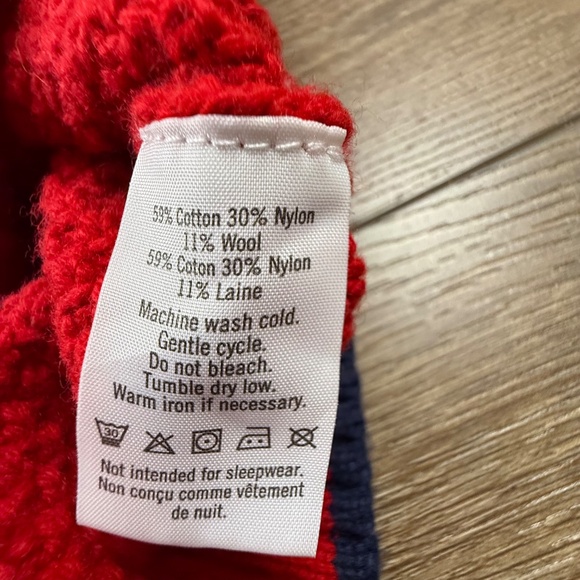 59% Cotton 30% Nylon
11% Wool
59% Coton 30% Nylon
11% Laine
Machine wash cold.
Gentle cycle.
Do not bleach.
Tumble dry low.
Warm iron if necessary.
30
Not intended for sleepwear.
Non conçu comme vêtement
de nuit.